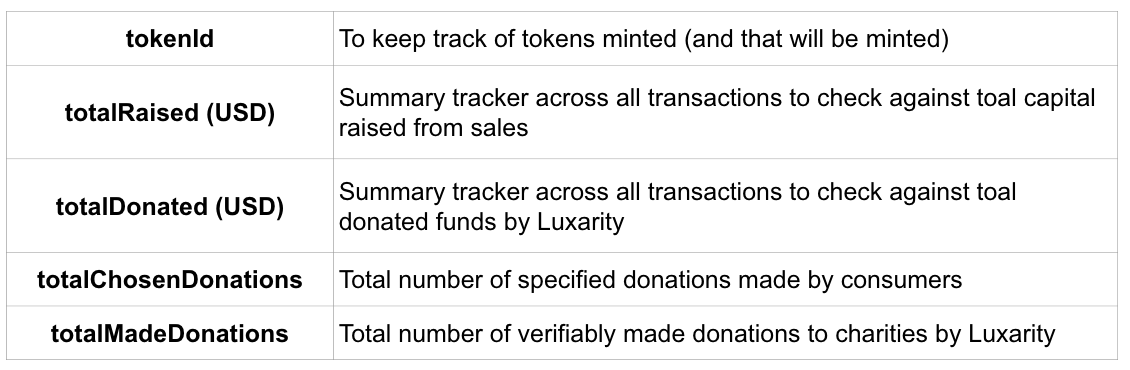 tokenId
To keep track of tokens minted (and that will be minted)
totalRaised (USD)
Summary tracker across all transactions to check against toal capital
raised from sales
totalDonated (USD)
Summary tracker across all transactions to check against toal
donated funds by Luxarity
totalChosenDonations
Total number of specified donations made by consumers
totalMadeDonations
Total number of verifiably made donations to charities by Luxarity